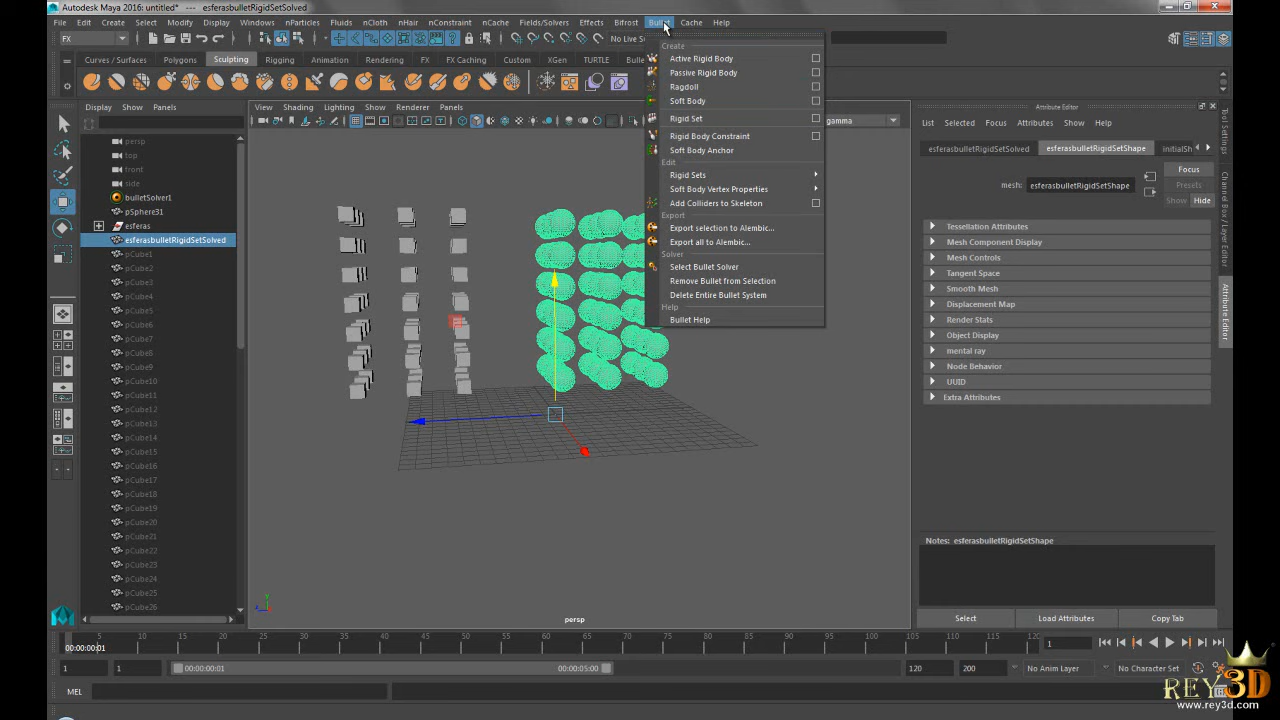 Autodesk Maya 2016: untitled* --- esferasbulletRigidSetSolved
File Edit Create Select Modify Display Windows nParticles Fluids nCloth nHair nConstraint nCache Fields/Solvers Effects Bifrost Bullet Cache Help
FX
No Live S
Curves / Surfaces Polygons Sculpting Rigging Animation Rendering FX FX Caching Custom XGen TURTLE Bulle
Display Show Panels
View Shading Lighting Show Renderer Panels
gamma
persp
top
front
side
bulletSolver1
pSphere31
esferas
esferasbulletRigidSetSolved
pCube1
pCube2
pCube3
pCube4
pCube5
pCube6
pCube7
pCube8
pCube9
pCube10
pCube11
pCube12
pCube13
pCube14
pCube15
pCube16
pCube17
pCube18
pCube19
pCube20
pCube21
pCube22
pCube23
pCube24
pCube25
pCube26
Create
Active Rigid Body
Passive Rigid Body
Ragdoll
Soft Body
Rigid Set
Rigid Body Constraint
Soft Body Anchor
Edit
Rigid Sets
Soft Body Vertex Properties
Add Colliders to Skeleton
Export
Export selection to Alembic...
Export all to Alembic...
Solver
Select Bullet Solver
Remove Bullet from Selection
Delete Entire Bullet System
Help
Bullet Help
persp
Attribute Editor
List Selected Focus Attributes Show Help
esferasbulletRigidSetSolved esferasbulletRigidSetShape initialSh
mesh: esferasbulletRigidSetShape
Focus
Presets
Show Hide
Tessellation Attributes
Mesh Component Display
Mesh Controls
Tangent Space
Smooth Mesh
Displacement Map
Render Stats
Object Display
mental ray
Node Behavior
UUID
Extra Attributes
Notes: esferasbulletRigidSetShape
Select Load Attributes Copy Tab
Tool Settings
Channel Box / Layer Editor
Attribute Editor
5 10 15 20 25 30 35 40 45 50 55 60 65 70 75 80 85 90 95 100 105 110 115 120
00:00:00:01
1
1 1 00:00:00:01 00:00:05:00 120 200 No Anim Layer No Character Set
MEL
REY3D
www.rey3d.com